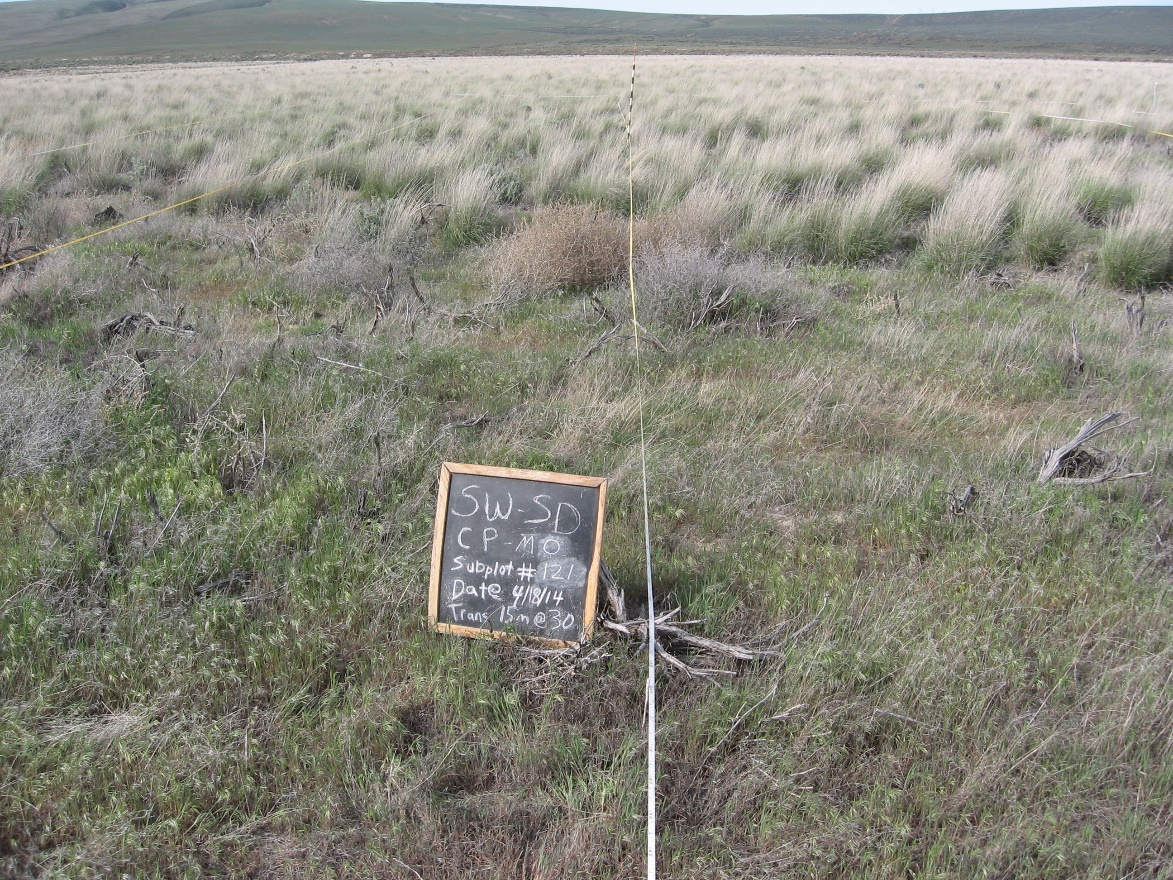 SW-SD
CP-MO
Subplot # 121
Date 4/18/14
Trans 15m @ 30